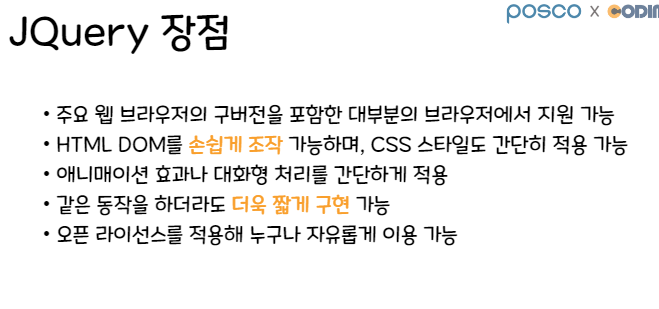 posco x CODIN
JQuery 장점
• 주요 웹 브라우저의 구버전을 포함한 대부분의 브라우저에서 지원 가능
• HTML DOM를 손쉽게 조작 가능하며, CSS 스타일도 간단히 적용 가능
• 애니매이션 효과나 대화형 처리를 간단하게 적용
• 같은 동작을 하더라도 더욱 짧게 구현 가능
• 오픈 라이선스를 적용해 누구나 자유롭게 이용 가능